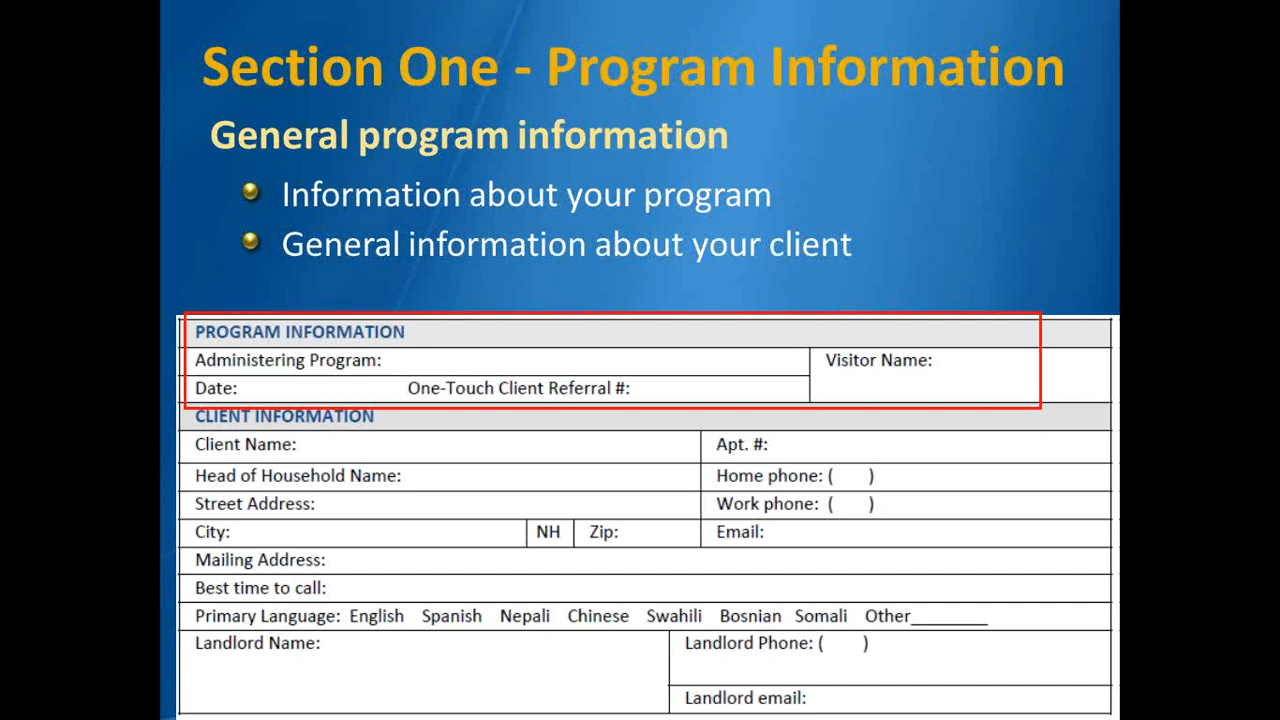 Section One - Program Information
General program information
Information about your program
General information about your client
PROGRAM INFORMATION
Administering Program:
Visitor Name:
Date: One-Touch Client Referral #:
CLIENT INFORMATION
Client Name: Apt. #:
Head of Household Name: Home phone: ( )
Street Address: Work phone: ( )
City: NH Zip: Email:
Mailing Address:
Best time to call:
Primary Language: English Spanish Nepali Chinese Swahili Bosnian Somali Other________
Landlord Name: Landlord Phone: ( )
Landlord email: